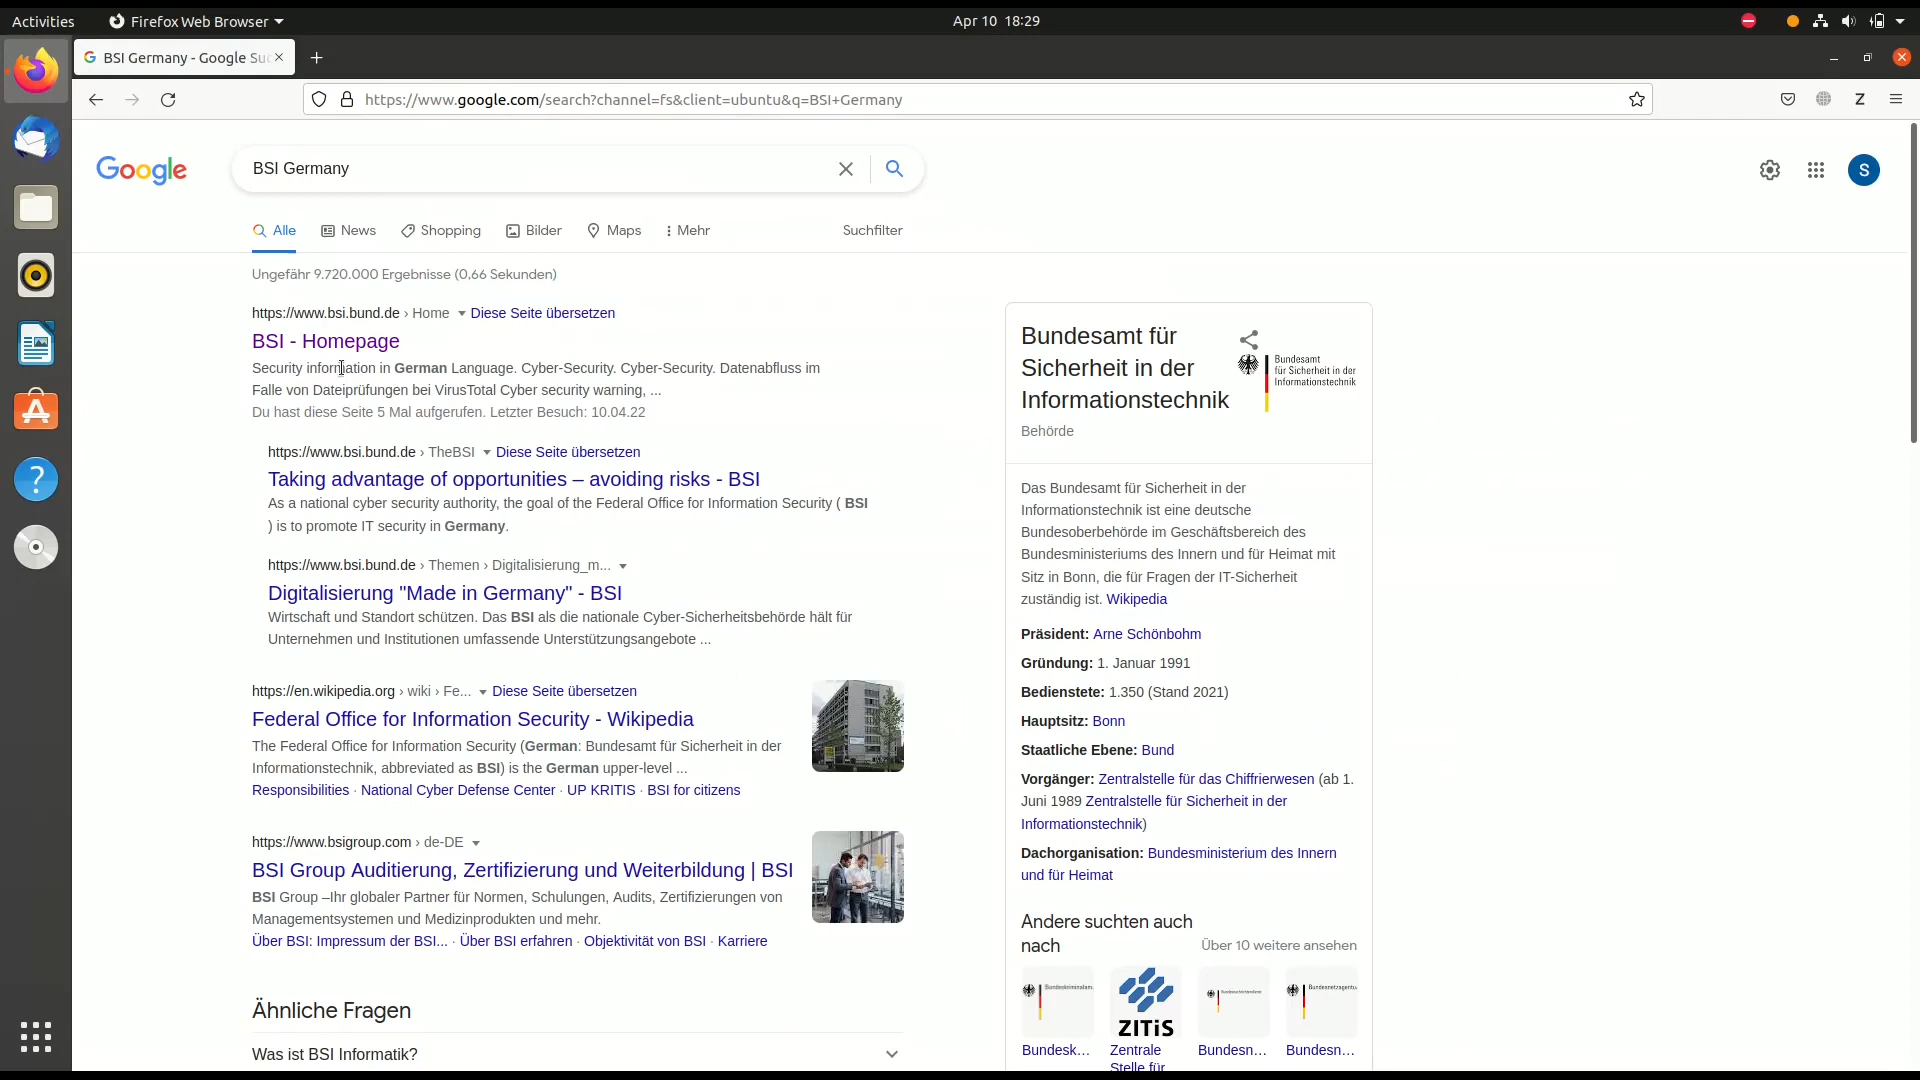 Activities
Firefox Web Browser
Apr 10 18:29
BSI Germany - Google Su
https://www.google.com/search?channel=fs&client=ubuntu&q=BSI+Germany
Z
Google
BSI Germany
S
Alle
News
Shopping
Bilder
Maps
Mehr
Suchfilter
Ungefähr 9.720.000 Ergebnisse (0,66 Sekunden)
https://www.bsi.bund.de › Home
Diese Seite übersetzen
BSI - Homepage
Security information in German Language. Cyber-Security. Cyber-Security. Datenabfluss im
Falle von Dateiprüfungen bei VirusTotal Cyber security warning, ...
Du hast diese Seite 5 Mal aufgerufen. Letzter Besuch: 10.04.22
https://www.bsi.bund.de › TheBSI
Diese Seite übersetzen
Taking advantage of opportunities – avoiding risks - BSI
As a national cyber security authority, the goal of the Federal Office for Information Security ( BSI
) is to promote IT security in Germany.
https://www.bsi.bund.de › Themen › Digitalisierung_m...
Digitalisierung "Made in Germany" - BSI
Wirtschaft und Standort schützen. Das BSI als die nationale Cyber-Sicherheitsbehörde hält für
Unternehmen und Institutionen umfassende Unterstützungsangebote ...
https://en.wikipedia.org › wiki › Fe...
Diese Seite übersetzen
Federal Office for Information Security - Wikipedia
The Federal Office for Information Security (German: Bundesamt für Sicherheit in der
Informationstechnik, abbreviated as BSI) is the German upper-level ...
Responsibilities · National Cyber Defense Center · UP KRITIS · BSI for citizens
https://www.bsigroup.com › de-DE
BSI Group Auditierung, Zertifizierung und Weiterbildung | BSI
BSI Group –Ihr globaler Partner für Normen, Schulungen, Audits, Zertifizierungen von
Managementsystemen und Medizinprodukten und mehr.
Über BSI: Impressum der BSI... · Über BSI erfahren · Objektivität von BSI · Karriere
Ähnliche Fragen
Was ist BSI Informatik?
Bundesamt für
Sicherheit in der
Informationstechnik
Behörde
Bundesamt
für Sicherheit in der
Informationstechnik
Das Bundesamt für Sicherheit in der
Informationstechnik ist eine deutsche
Bundesoberbehörde im Geschäftsbereich des
Bundesministeriums des Innern und für Heimat mit
Sitz in Bonn, die für Fragen der IT-Sicherheit
zuständig ist. Wikipedia
Präsident: Arne Schönbohm
Gründung: 1. Januar 1991
Bedienstete: 1.350 (Stand 2021)
Hauptsitz: Bonn
Staatliche Ebene: Bund
Vorgänger: Zentralstelle für das Chiffrierwesen (ab 1.
Juni 1989 Zentralstelle für Sicherheit in der
Informationstechnik)
Dachorganisation: Bundesministerium des Innern
und für Heimat
Andere suchten auch
nach
Über 10 weitere ansehen
Bundeskriminalam
ZITiS
Bundesnetzagentu
Bundesk...
Zentrale
Stelle für
Bundesn...
Bundesn...